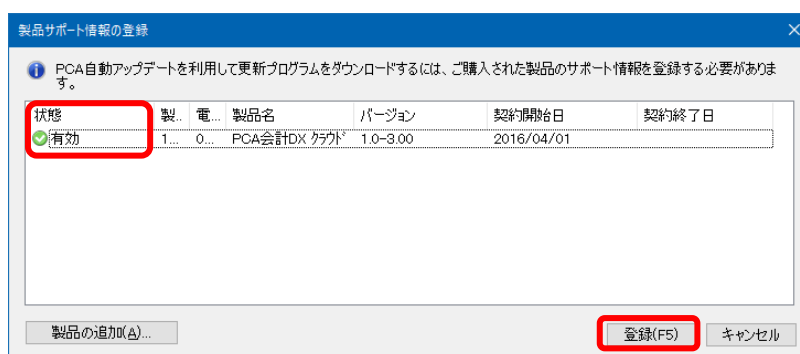 製品サポート情報の登録
PCA自動アップデートを利用して更新プログラムをダウンロードするには、ご購入された製品のサポート情報を登録する必要がありま
す。
状態 製... 電... 製品名 バージョン 契約開始日 契約終了日
有効 1... 0... PCA会計DX ｸﾗｳﾄﾞ 1.0-3.00 2016/04/01
製品の追加(A)... 登録(F5) キャンセル